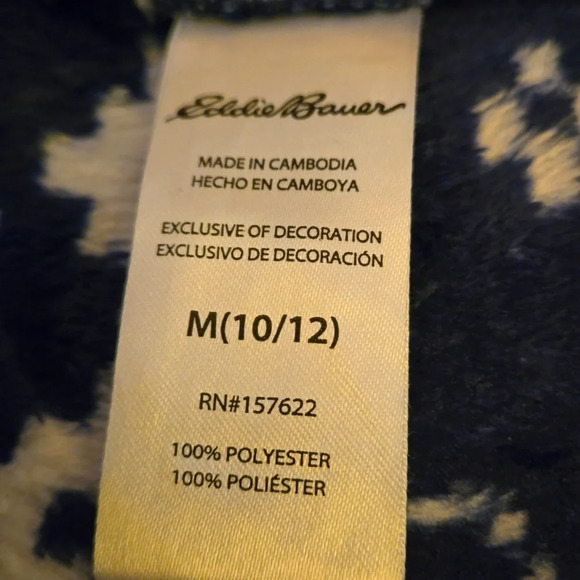 Eddie Bauer
MADE IN CAMBODIA
HECHO EN CAMBOYA
EXCLUSIVE OF DECORATION
EXCLUSIVO DE DECORACIÓN
M(10/12)
RN#157622
100% POLYESTER
100% POLIÉSTER